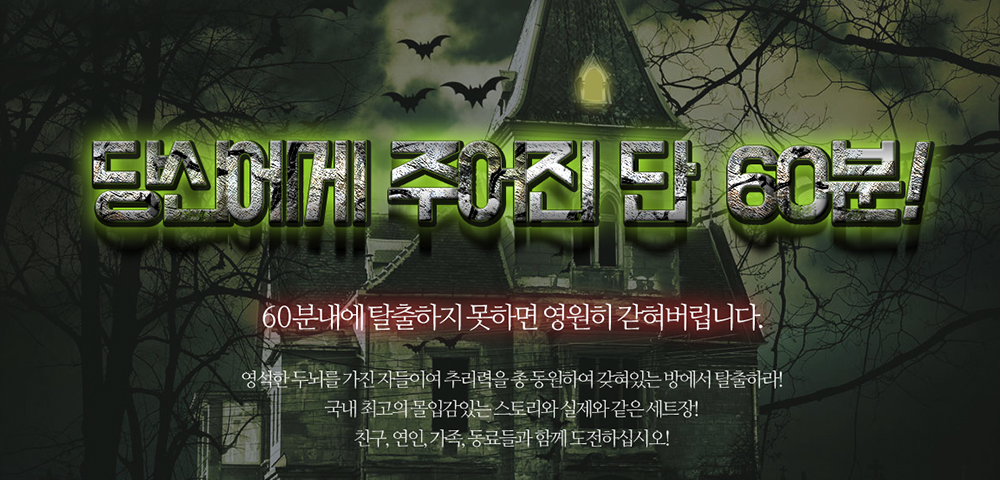 당신에게 주어진 단 60분!
60분내에 탈출하지 못하면 영원히 갇혀버립니다.
영석한 두뇌를 가진 자들이여 추리력을 총 동원하여 갖혀있는 방에서 탈출하라!
국내 최고의 몰입감있는 스토리와 실제와 같은 세트장!
친구, 연인, 가족, 동료들과 함께 도전하십시오!